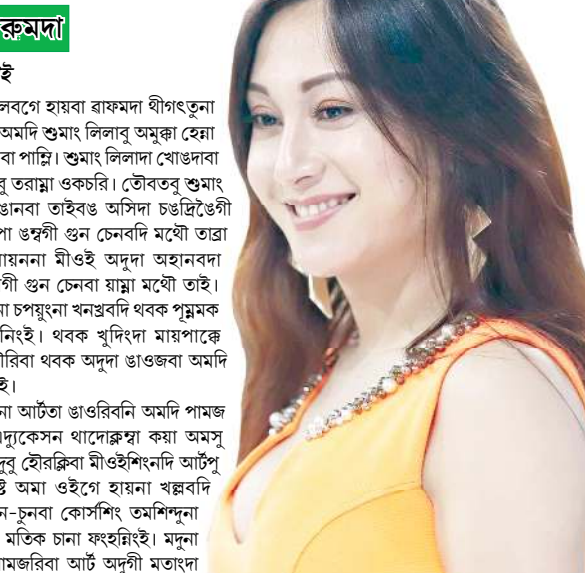 রুমদা
ই
লবগে হায়বা ৱাফমদা থীগৎতুনা
অমদি শুমাং লিলাবু অমুক্কা হেন্না
বা পাম্লি। শুমাং লিলাদা খোঙদাবা
বু তরাম্না ওকচরি। তৌবতবু শুমাং
ঙানবা তাইবঙ অসিদা চঙদ্রিঙৈগী
পা ঙম্বগী গুন চেনবদি মথৌ তাব্রা
ায়ননা মীওই অদুদা অহানবদা
গী গুন চেনবা য়াম্না মথৌ তাই।
না চপয়ুংনা খনখ্রবদি থবক পূম্নমক
নিংই। থবক খুদিংদা মায়পাক্কে
ীরিবা থবক অদুদা ঙাওজবা অমদি
ই।
না আর্টতা ঙাওরিবনি অমদি পামজ
এদ্যুকেসন থাদোক্লম্বা কয়া অমসু
দুবু হৌরক্লিবা মীওইশিংনদি আর্টপু
ষ্ট অমা ওইগে হায়না খল্লবদি
ন-চুনবা কোর্সশিং তমশিন্দুনা
মতিক চানা ফংহন্নিংই। মদুনা
ামজরিবা আর্ট অদুগী মতাংদা